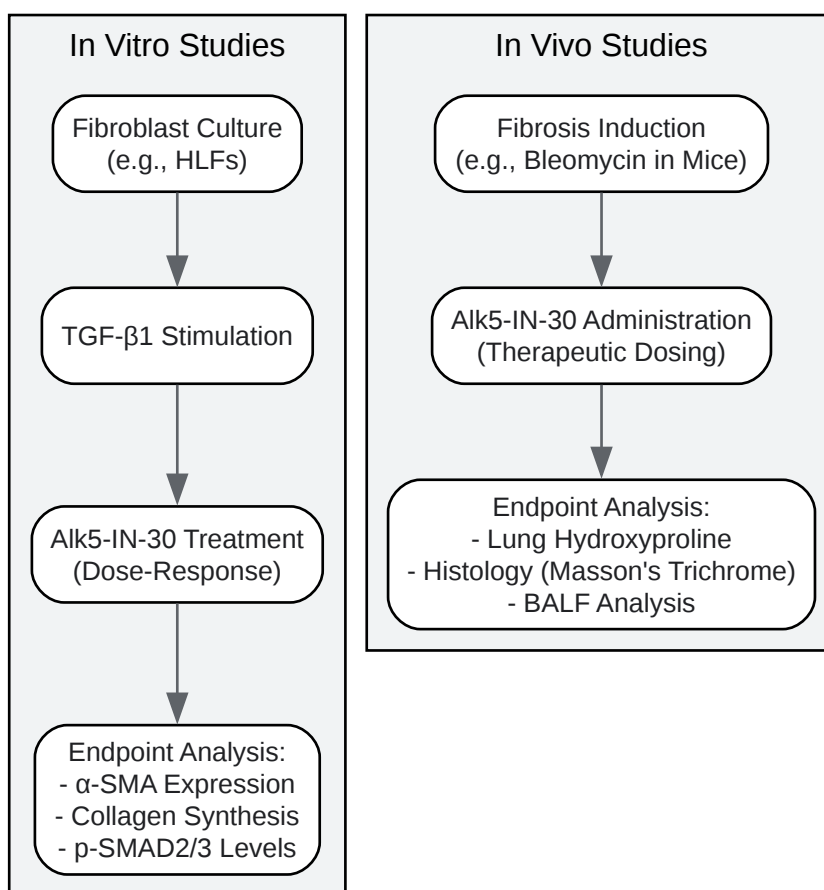 In Vitro Studies
Fibroblast Culture
(e.g., HLFs)
TGF-β1 Stimulation
Alk5-IN-30 Treatment
(Dose-Response)
Endpoint Analysis:
- α-SMA Expression
- Collagen Synthesis
- p-SMAD2/3 Levels
In Vivo Studies
Fibrosis Induction
(e.g., Bleomycin in Mice)
Alk5-IN-30 Administration
(Therapeutic Dosing)
Endpoint Analysis:
- Lung Hydroxyproline
- Histology (Masson's Trichrome)
- BALF Analysis